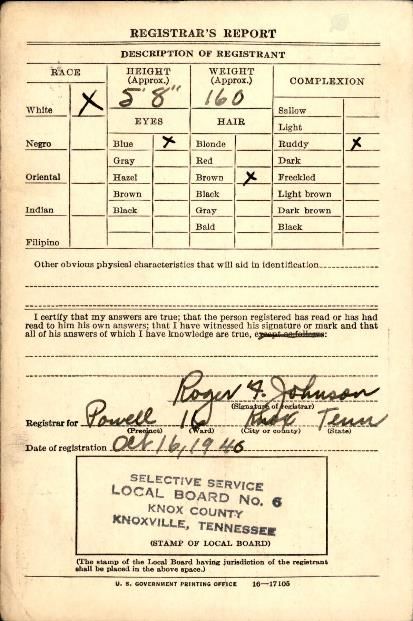 REGISTRAR'S REPORT
DESCRIPTION OF REGISTRANT
RACE
HEIGHT (Approx.)
WEIGHT (Approx.)
COMPLEXION
White X
5' 8"
160
Sallow
Light
EYES
HAIR
Negro
Blue X
Blonde
Ruddy X
Gray
Red
Dark
Oriental
Hazel
Brown X
Freckled
Brown
Black
Light brown
Indian
Black
Gray
Dark brown
Bald
Black
Filipino
Other obvious physical characteristics that will aid in identification
I certify that my answers are true; that the person registered has read or has had
read to him his own answers; that I have witnessed his signature or mark and that
all of his answers of which I have knowledge are true, except as follows:
Roger F. Johnson
(Signature of registrar)
Registrar for Powell 16 Knox Tenn
(Precinct) (Ward) (City or county) (State)
Date of registration Oct 16, 1940
SELECTIVE SERVICE
LOCAL BOARD No. 6
KNOX COUNTY
KNOXVILLE, TENNESSEE
(STAMP OF LOCAL BOARD)
(The stamp of the Local Board having jurisdiction of the registrant
shall be placed in the above space.)
U. S. GOVERNMENT PRINTING OFFICE 16—17105